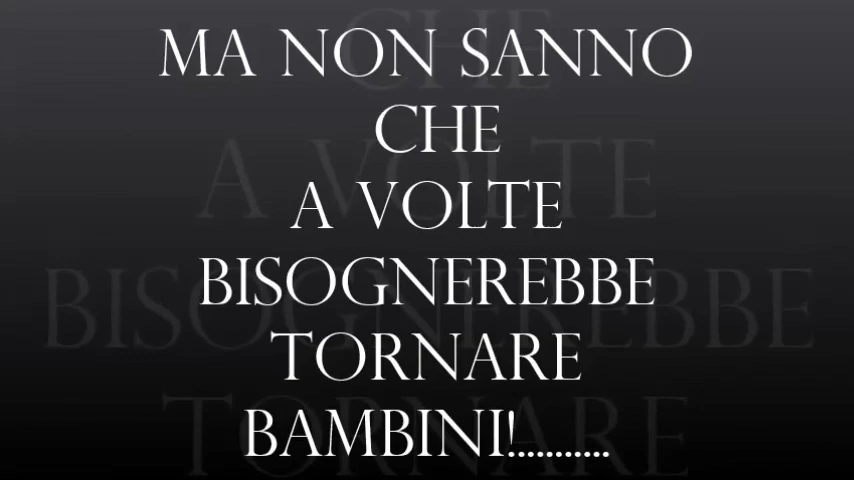 MA NON SANNO
CHE
A VOLTE
BISOGNEREBBE
TORNARE
BAMBINI!...........